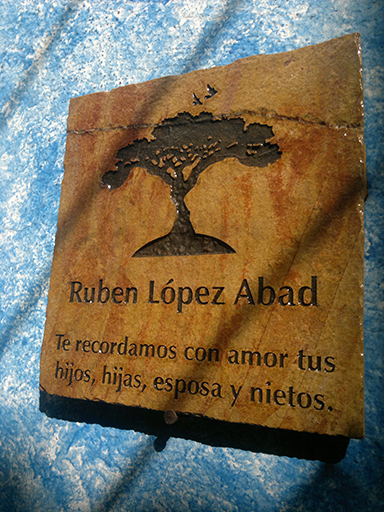 Ruben López Abad
Te recordamos con amor tus
hijos, hijas, esposa y nietos.